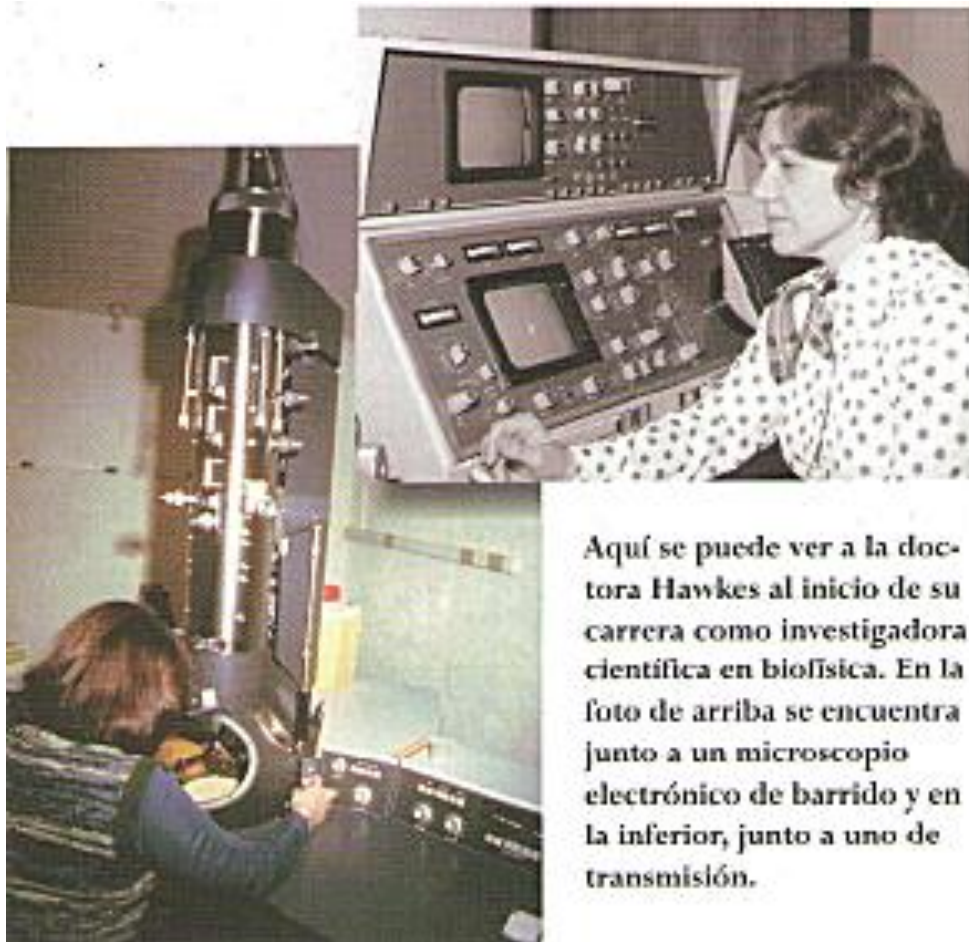 Aquí se puede ver a la doc-
tora Hawkes al inicio de su
carrera como investigadora
científica en biofísica. En la
foto de arriba se encuentra
junto a un microscopio
electrónico de barrido y en
la inferior, junto a uno de
transmisión.